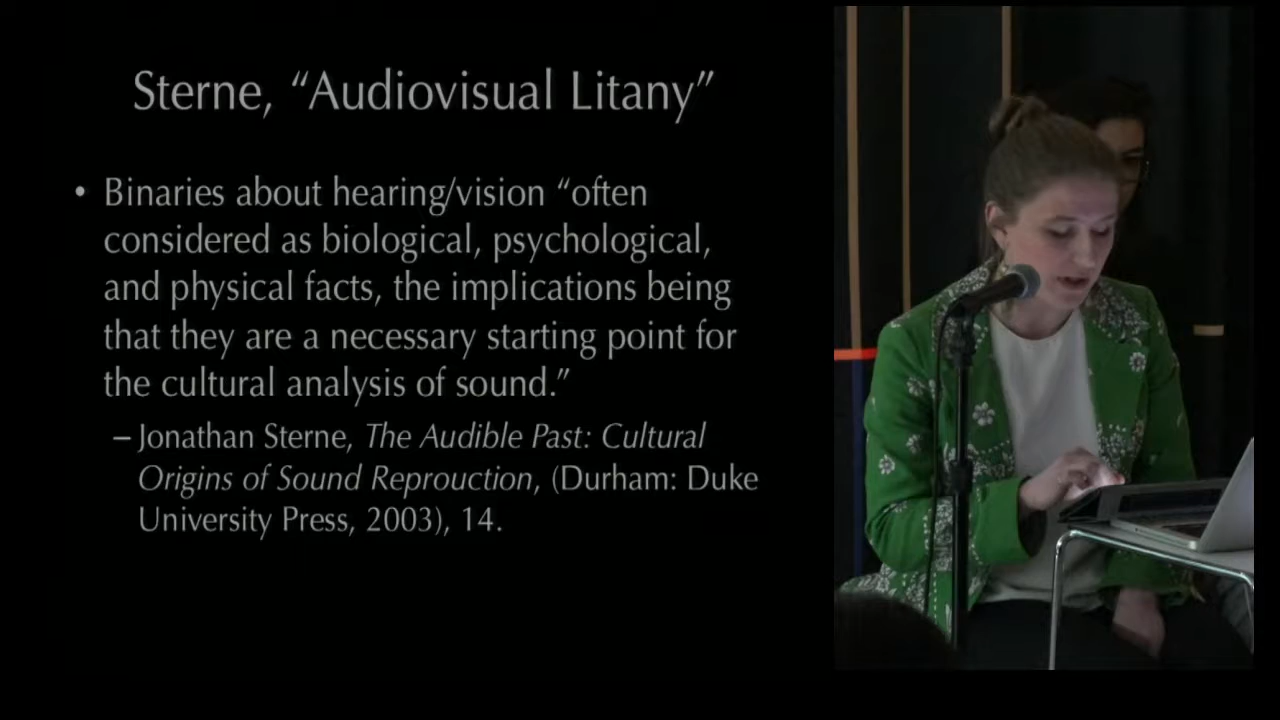 Sterne, “Audiovisual Litany”
• Binaries about hearing/vision “often
considered as biological, psychological,
and physical facts, the implications being
that they are a necessary starting point for
the cultural analysis of sound.”
– Jonathan Sterne, The Audible Past: Cultural
Origins of Sound Reprouction, (Durham: Duke
University Press, 2003), 14.